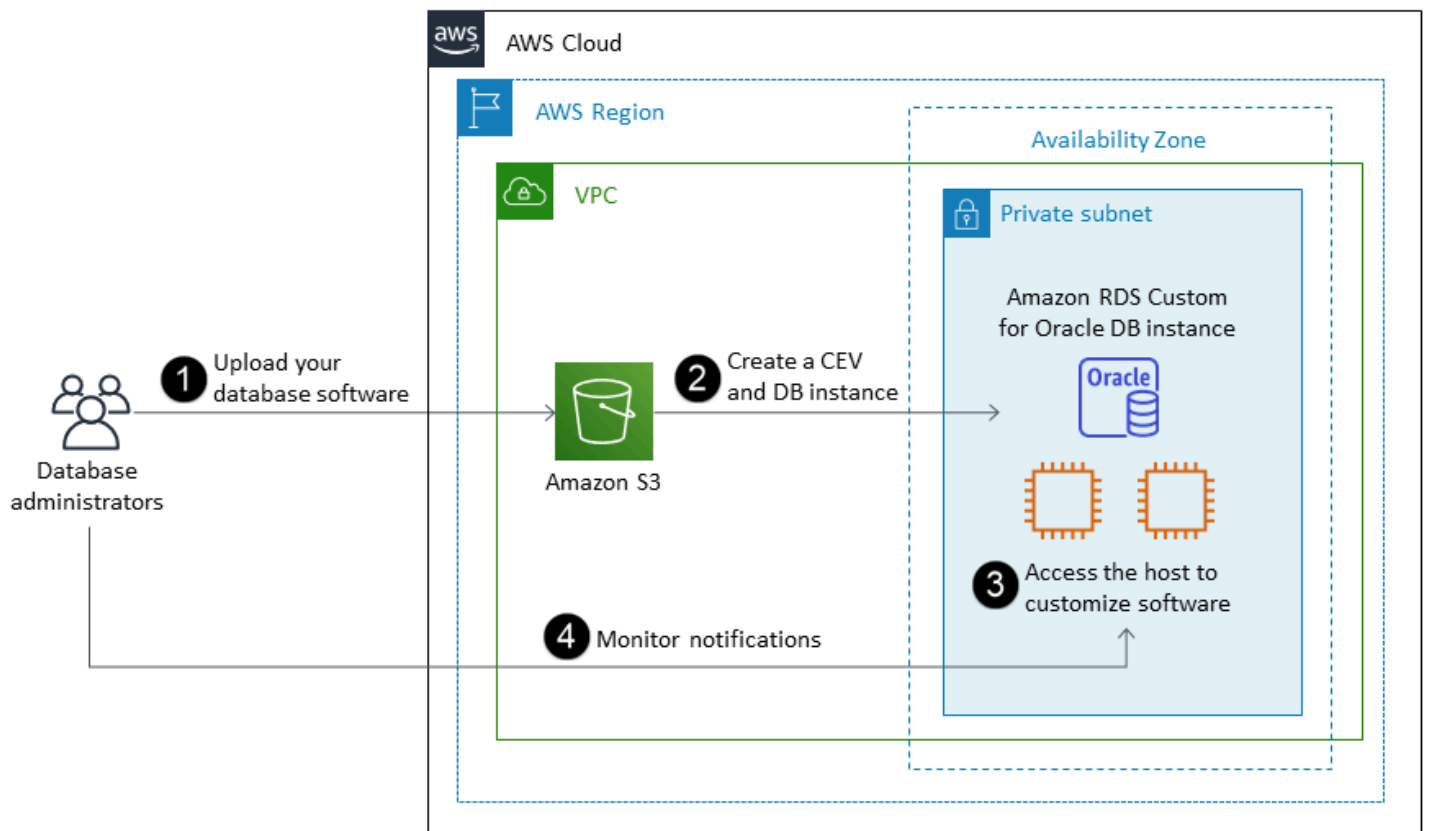 aws
AWS Cloud
AWS Region
Availability Zone
VPC
Private subnet
Amazon RDS Custom
for Oracle DB instance
Oracle
1
Upload your
database software
2
Create a CEV
and DB instance
Database
administrators
Amazon S3
3
Access the host to
customize software
4
Monitor notifications